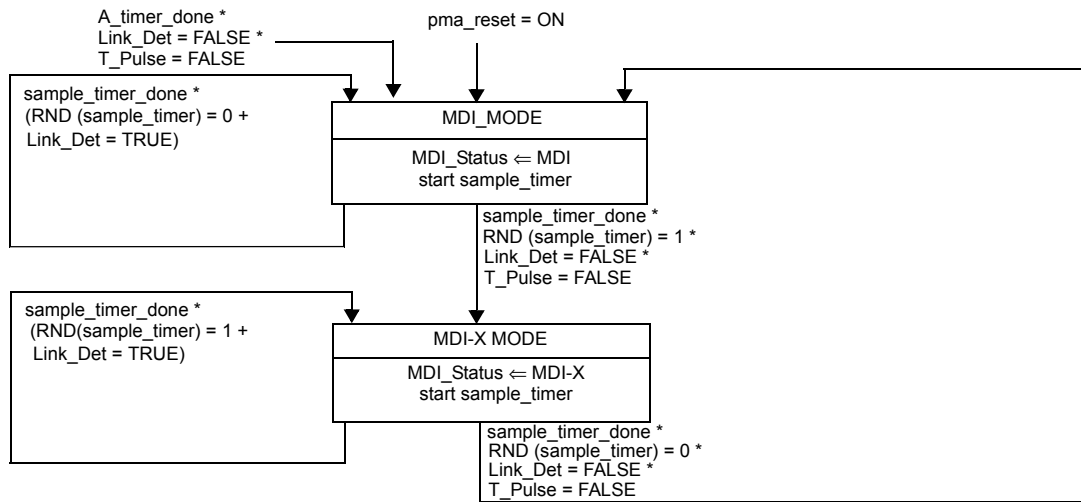 A_timer_done *
Link_Det = FALSE *
T_Pulse = FALSE
pma_reset = ON
sample_timer_done *
(RND (sample_timer) = 0 +
Link_Det = TRUE)
MDI_MODE
MDI_Status ⇐ MDI
start sample_timer
sample_timer_done *
RND (sample_timer) = 1 *
Link_Det = FALSE *
T_Pulse = FALSE
sample_timer_done *
(RND(sample_timer) = 1 +
Link_Det = TRUE)
MDI-X MODE
MDI_Status ⇐ MDI-X
start sample_timer
sample_timer_done *
RND (sample_timer) = 0 *
Link_Det = FALSE *
T_Pulse = FALSE